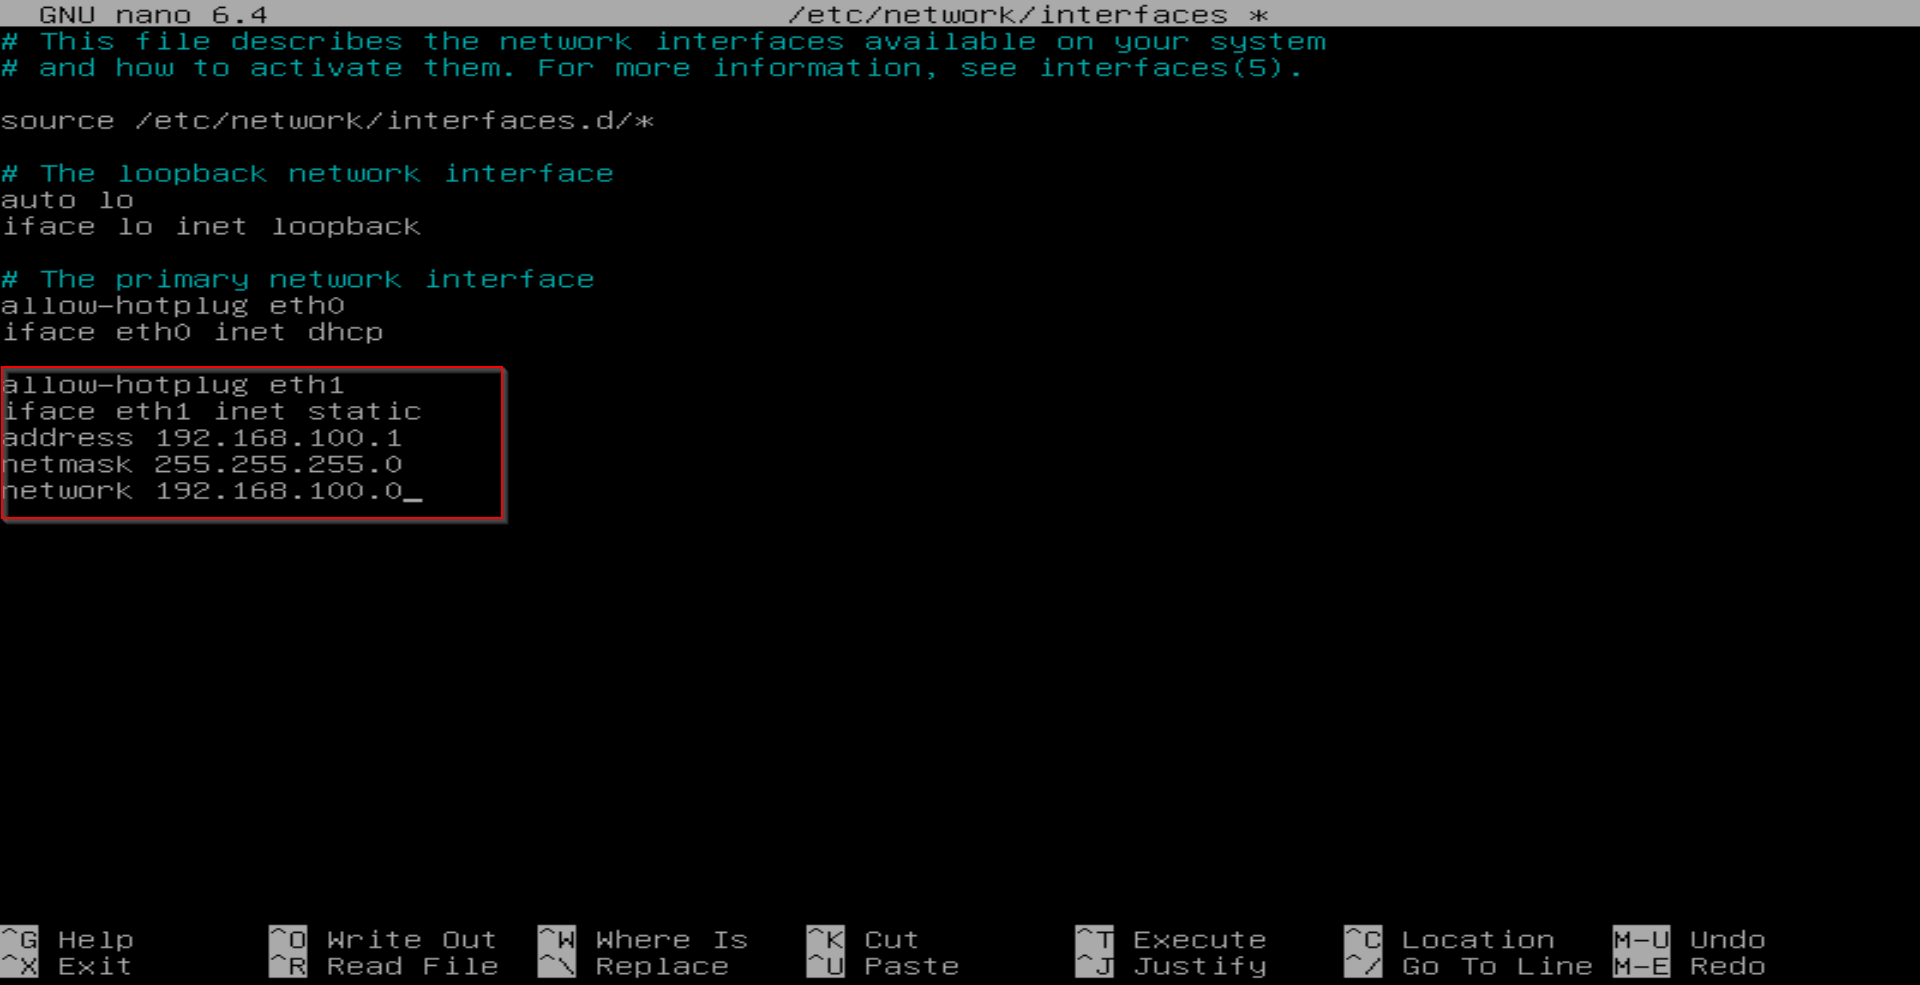 GNU nano 6.4 /etc/network/interfaces *
# This file describes the network interfaces available on your system
# and how to activate them. For more information, see interfaces(5).
source /etc/network/interfaces.d/*
# The loopback network interface
auto lo
iface lo inet loopback
# The primary network interface
allow-hotplug eth0
iface eth0 inet dhcp
allow-hotplug eth1
iface eth1 inet static
address 192.168.100.1
netmask 255.255.255.0
network 192.168.100.0_
^G Help ^O Write Out ^W Where Is ^K Cut ^T Execute ^C Location M-U Undo
^X Exit ^R Read File ^\ Replace ^U Paste ^J Justify ^/ Go To Line M-E Redo